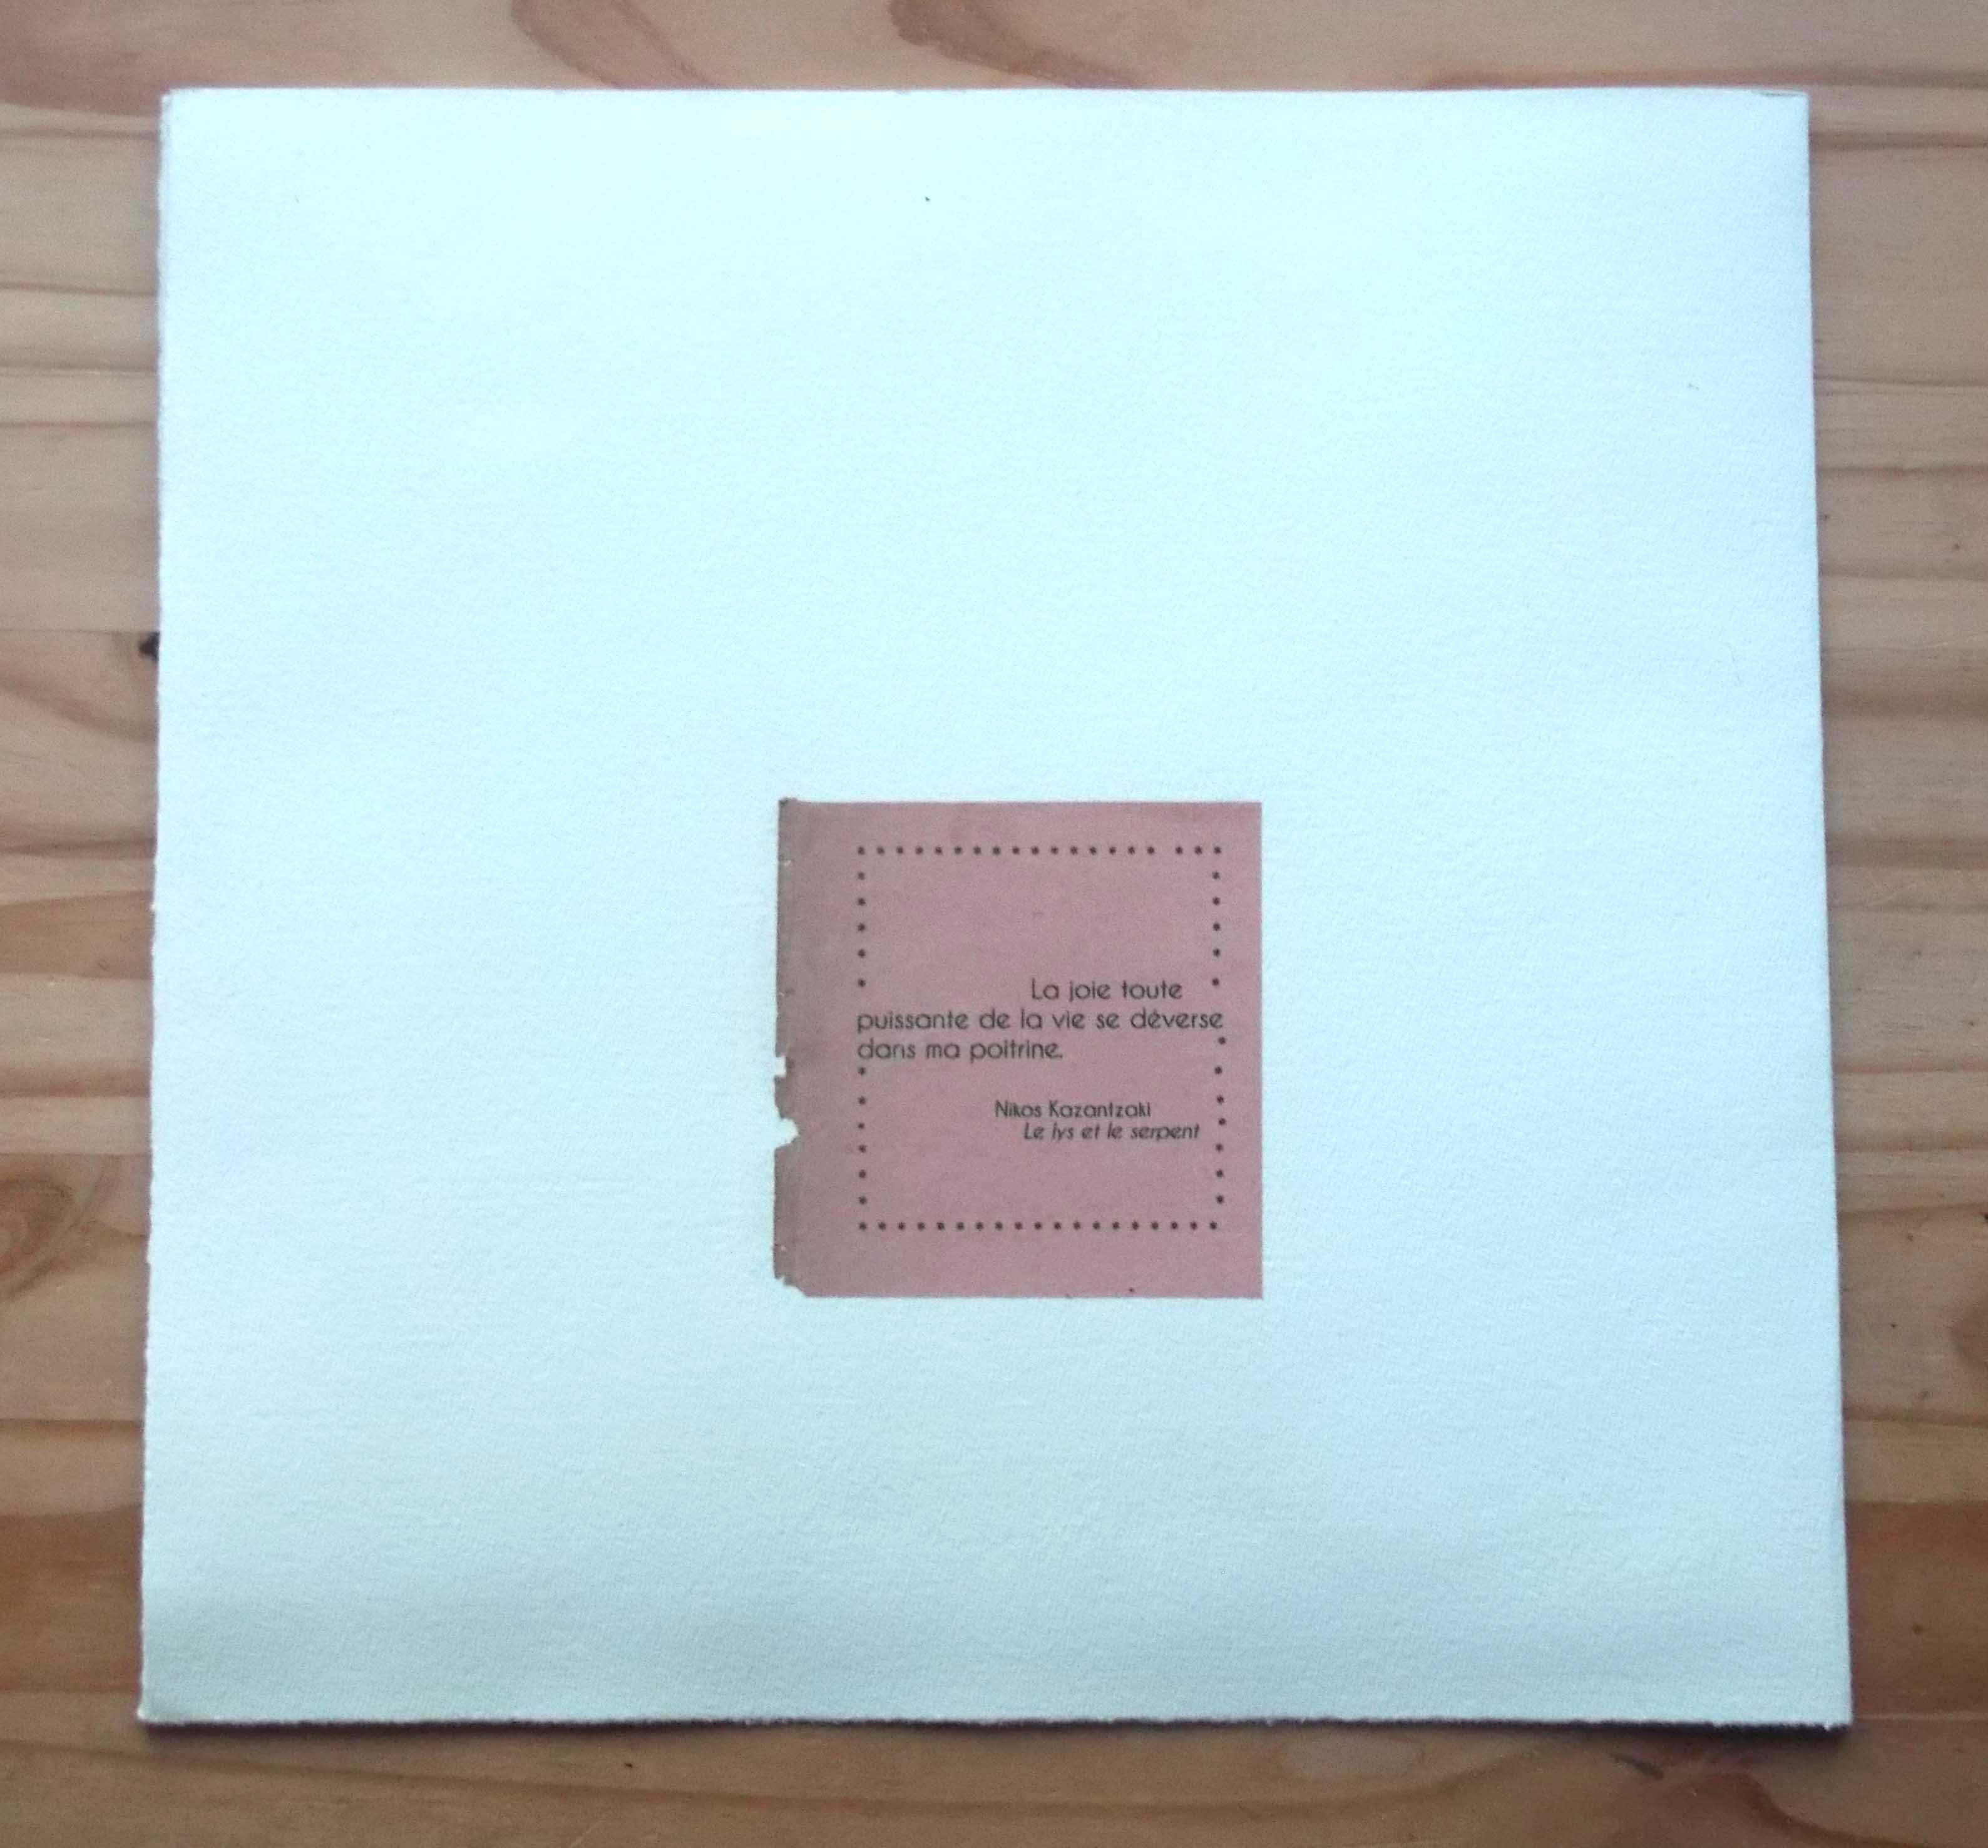 La joie toute
puissante de la vie se déverse
dans ma poitrine.
Nikos Kazantzaki
Le lys et le serpent